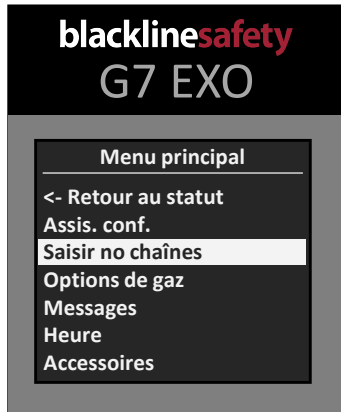 blacklinesafety
G7 EXO
Menu principal
<- Retour au statut
Assis. conf.
Saisir no chaînes
Options de gaz
Messages
Heure
Accessoires